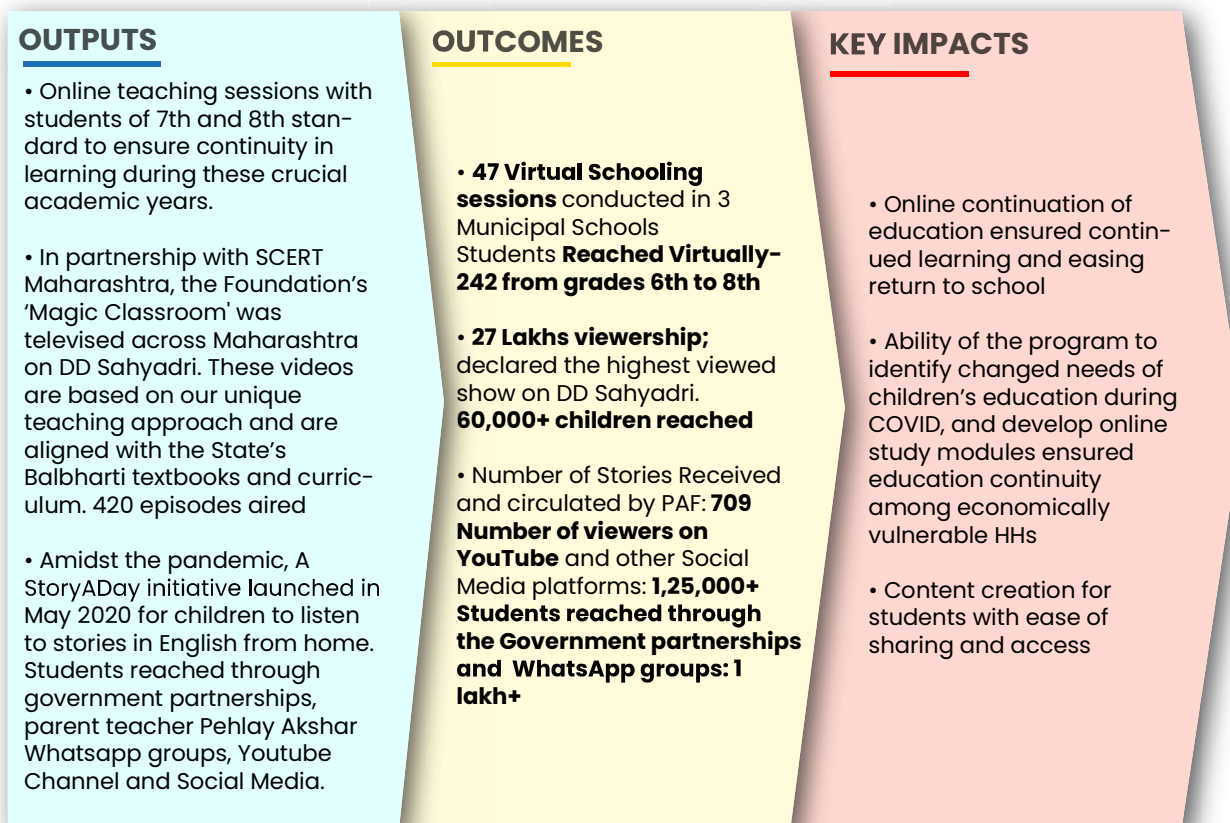 OUTPUTS
• Online teaching sessions with
students of 7th and 8th stan-
dard to ensure continuity in
learning during these crucial
academic years.
• In partnership with SCERT
Maharashtra, the Foundation’s
‘Magic Classroom' was
televised across Maharashtra
on DD Sahyadri. These videos
are based on our unique
teaching approach and are
aligned with the State’s
Balbharti textbooks and curric-
ulum. 420 episodes aired
• Amidst the pandemic, A
StoryADay initiative launched in
May 2020 for children to listen
to stories in English from home.
Students reached through
government partnerships,
parent teacher Pehlay Akshar
Whatsapp groups, Youtube
Channel and Social Media.
OUTCOMES
• 47 Virtual Schooling
sessions conducted in 3
Municipal Schools
Students Reached Virtually-
242 from grades 6th to 8th
• 27 Lakhs viewership;
declared the highest viewed
show on DD Sahyadri.
60,000+ children reached
• Number of Stories Received
and circulated by PAF: 709
Number of viewers on
YouTube and other Social
Media platforms: 1,25,000+
Students reached through
the Government partnerships
and WhatsApp groups: 1
lakh+
KEY IMPACTS
• Online continuation of
education ensured contin-
ued learning and easing
return to school
• Ability of the program to
identify changed needs of
children’s education during
COVID, and develop online
study modules ensured
education continuity
among economically
vulnerable HHs
• Content creation for
students with ease of
sharing and access